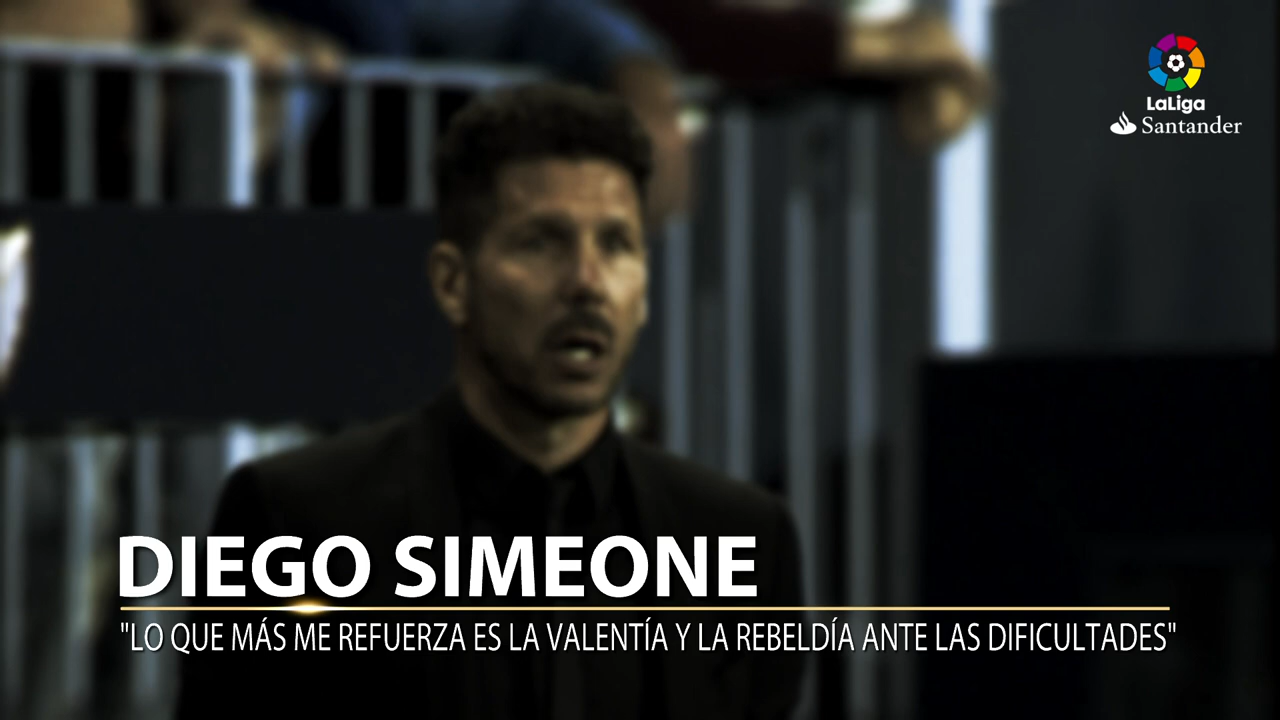 LaLiga
Santander
DIEGO SIMEONE
"LO QUE MÁS ME REFUERZA ES LA VALENTÍA Y LA REBELDÍA ANTE LAS DIFICULTADES"